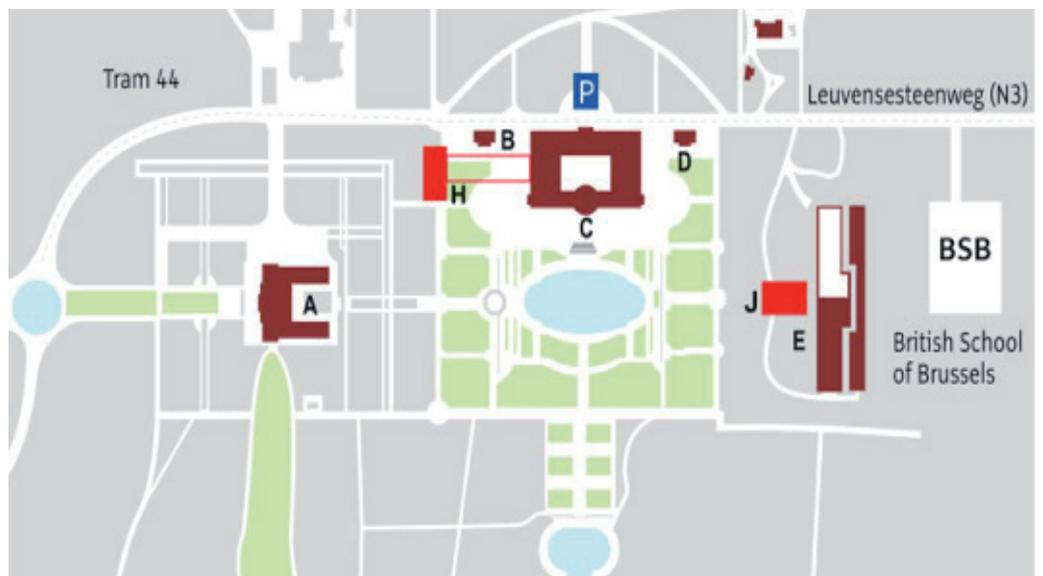 Tram 44
P
Leuvensesteenweg (N3)
B
D
H
C
BSB
A
J
E
British School
of Brussels